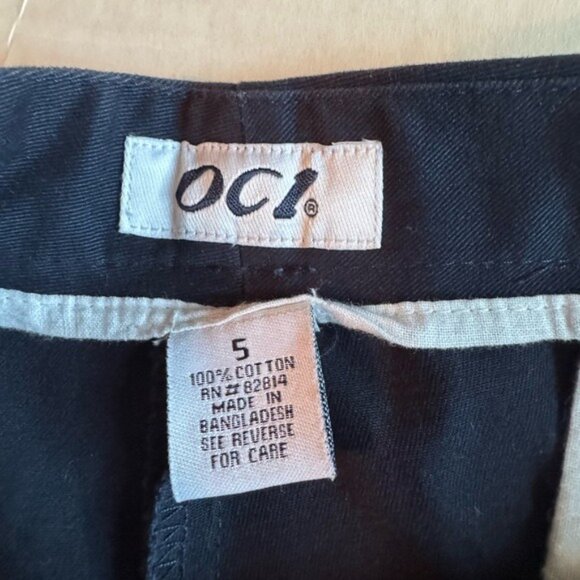 OCI®
5
100% COTTON
RN# 82814
MADE IN
BANGLADESH
SEE REVERSE
FOR CARE